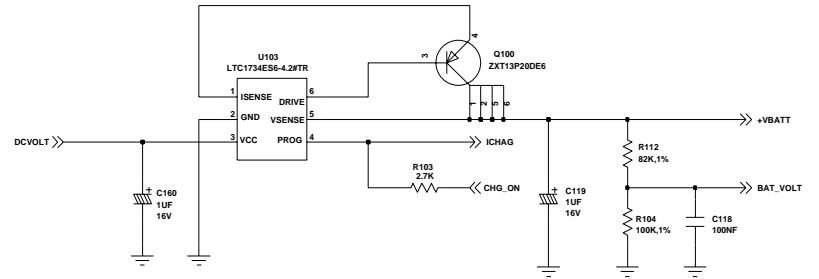 4
U103
LTC1734ES6-4.2#TR
3
Q100
ZXT13P20DE6
1
ISENSE
DRIVE
6
1
2
5
6
2
GND
VSENSE
5
+VBATT
DCVOLT
3
VCC
PROG
4
ICHAG
R112
82K,1%
R103
2.7K
CHG_ON
BAT_VOLT
C160
1UF
16V
C119
1UF
16V
R104
100K,1%
C118
100NF